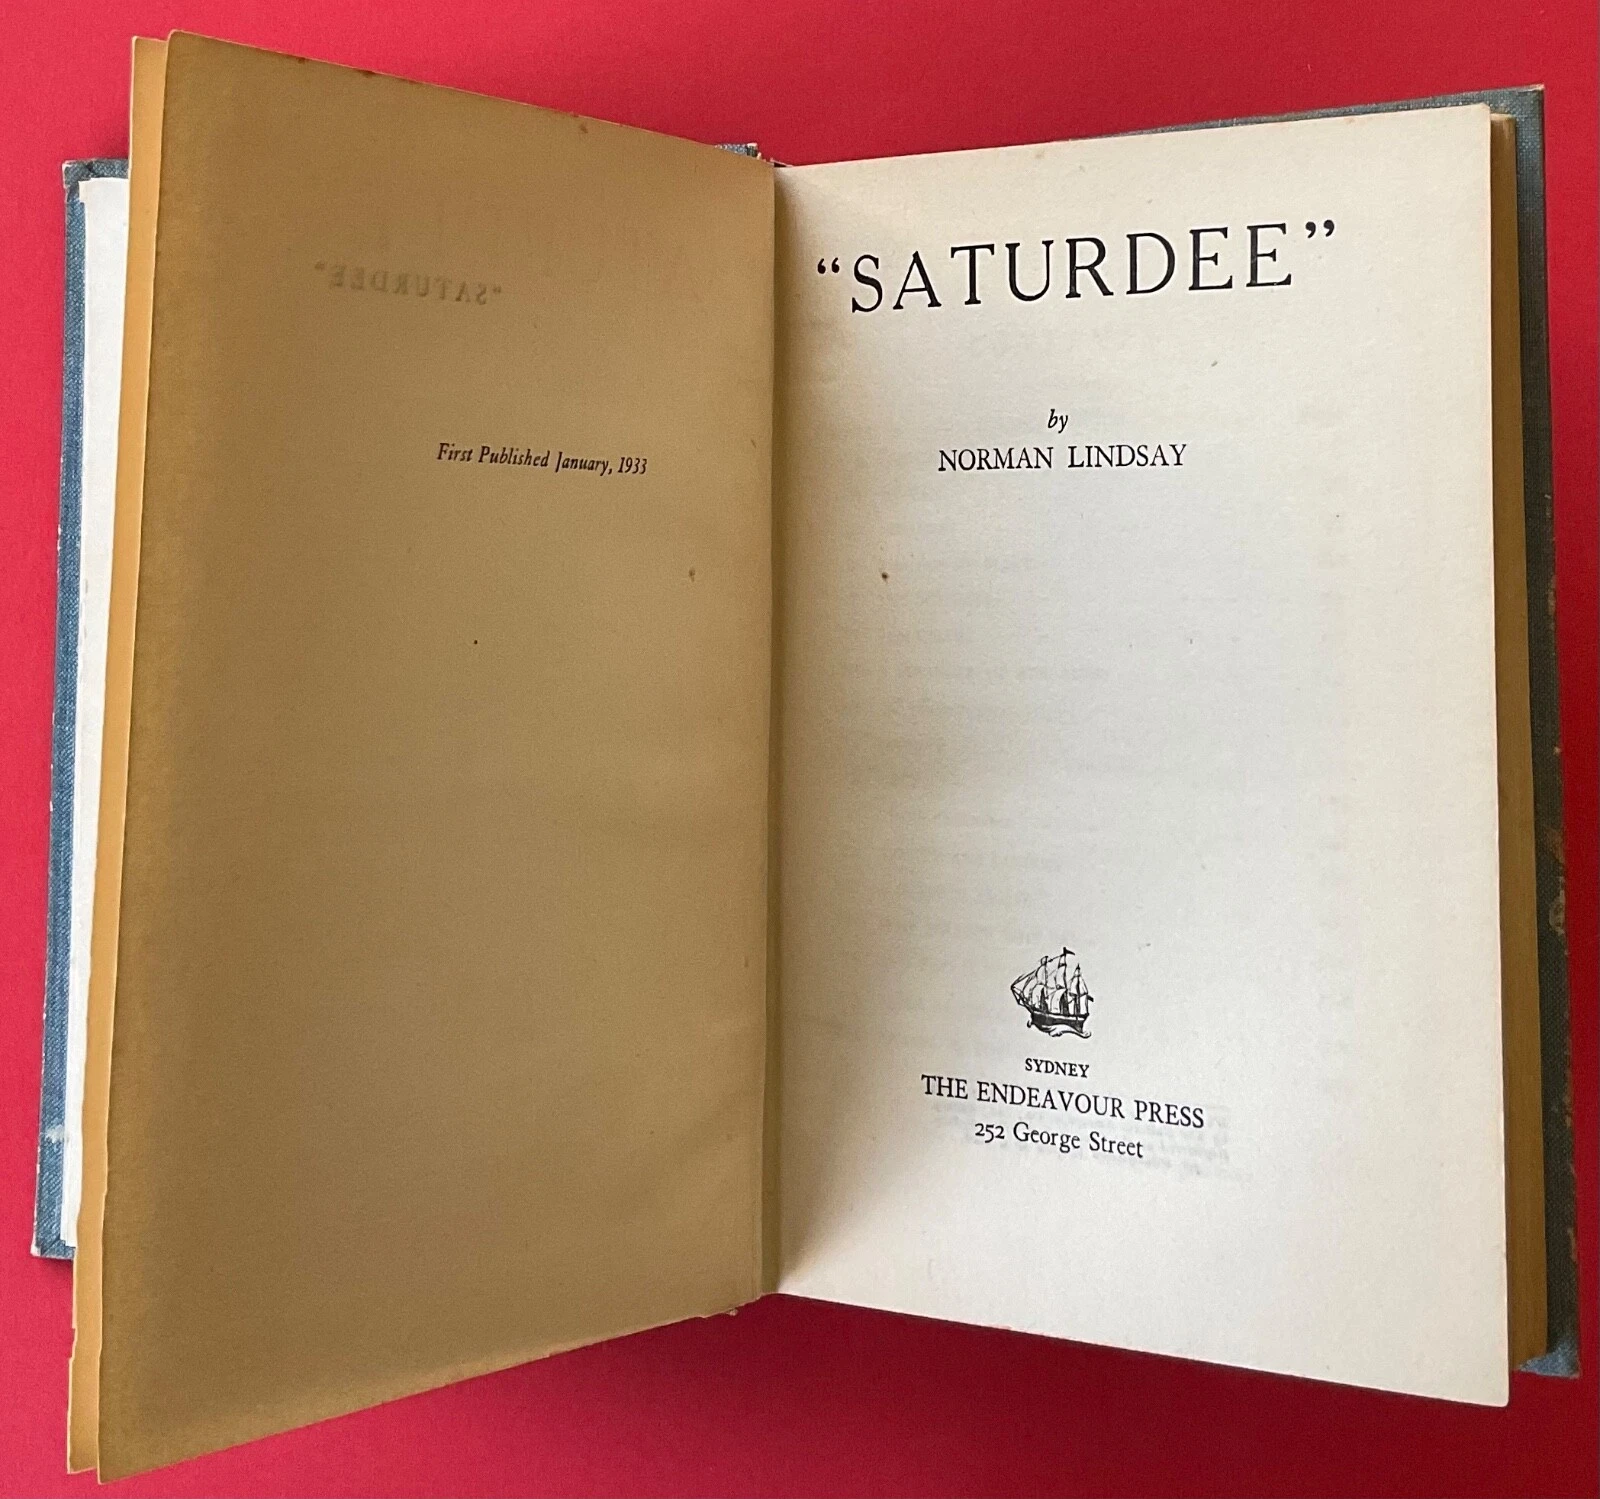 "SATURDEE"
First Published January, 1933
"SATURDEE"
by
NORMAN LINDSAY
SYDNEY
THE ENDEAVOUR PRESS
252 George Street